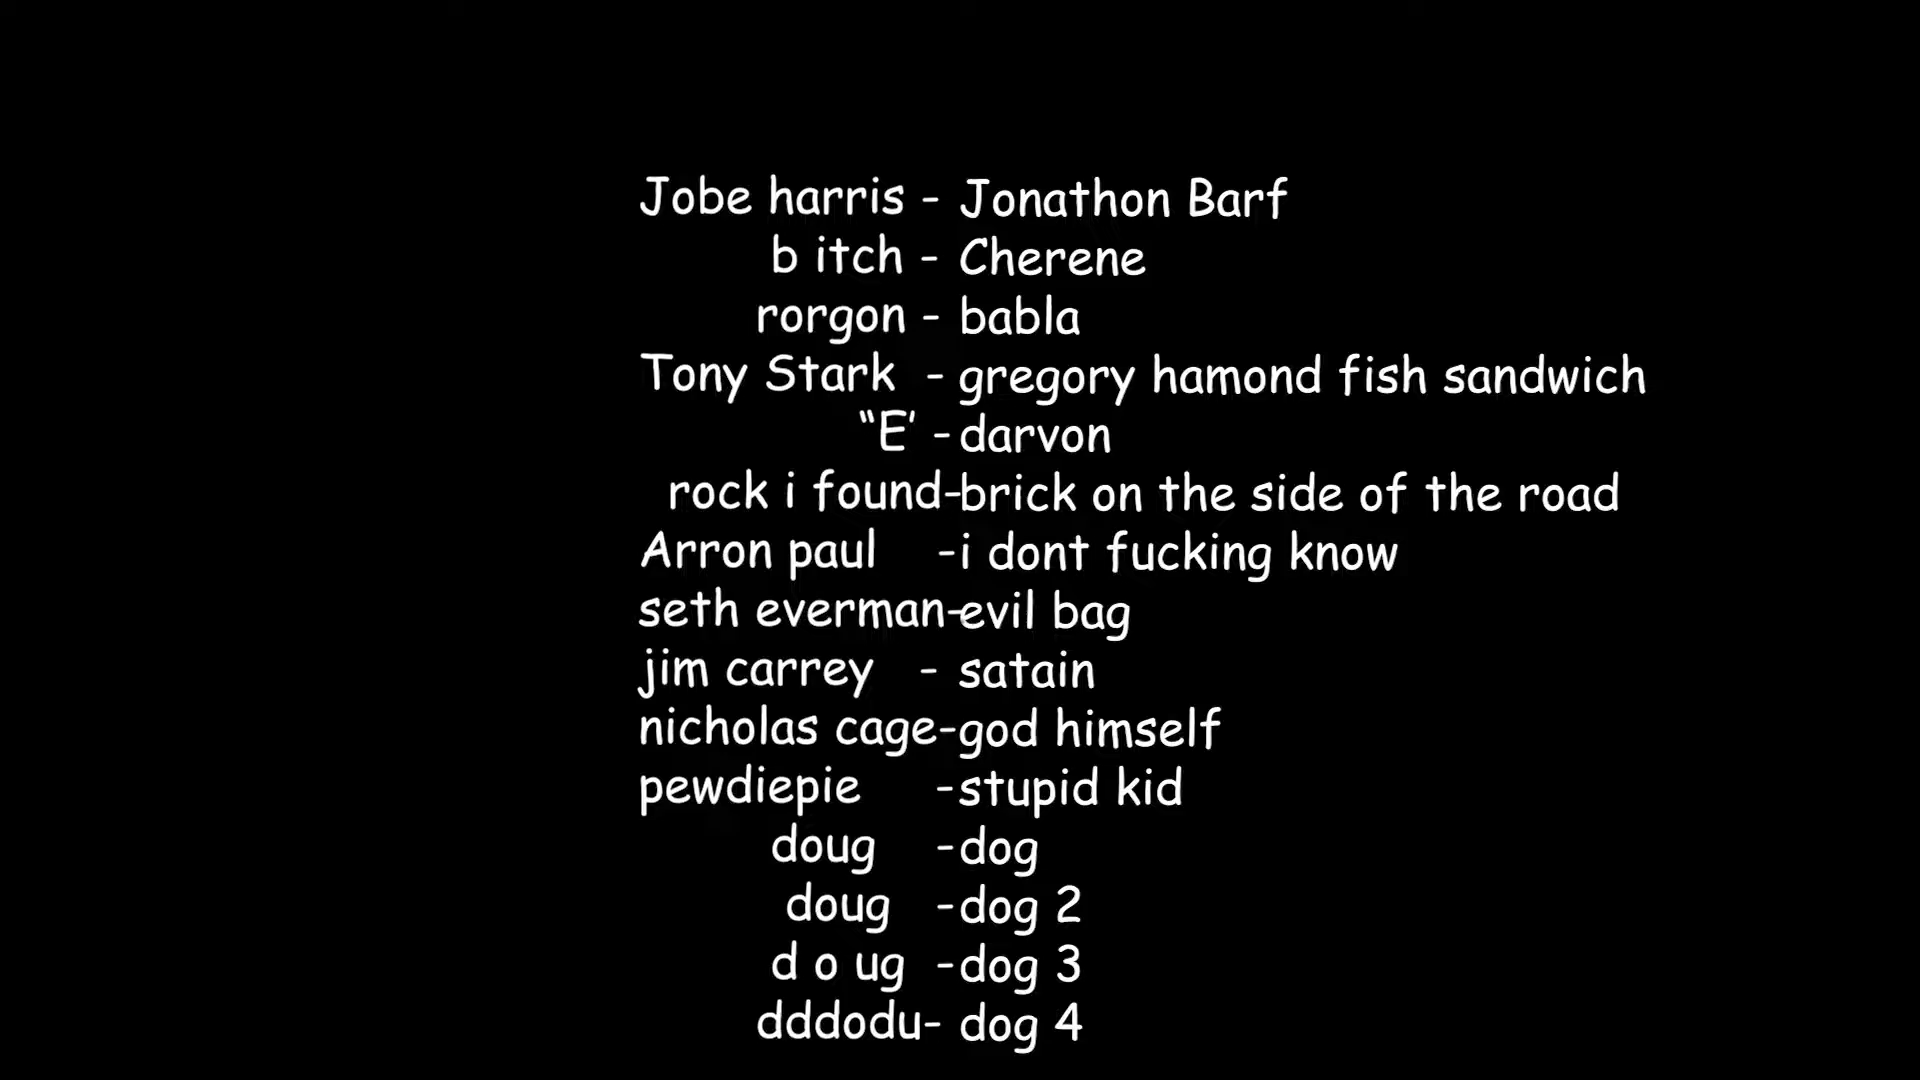 Jobe harris - Jonathon Barf
b itch - Cherene
rorgon - babla
Tony Stark - gregory hamond fish sandwich
“E’ - darvon
rock i found-brick on the side of the road
Arron paul -i dont fucking know
seth everman-evil bag
jim carrey - satain
nicholas cage-god himself
pewdiepie -stupid kid
doug -dog
doug -dog 2
d o ug -dog 3
dddodu- dog 4